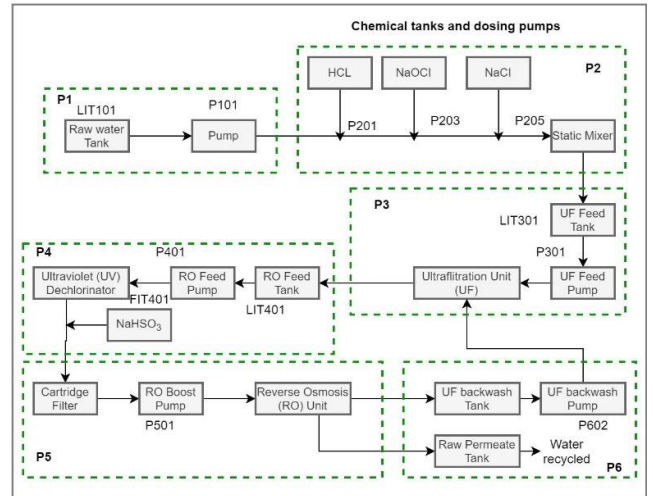 Chemical tanks and dosing pumps
HCL
NaOCl
NaCl
P2
P1
LIT101
P101
Raw water
Tank
Pump
P201
P203
P205
Static Mixer
P3
LIT301
UF Feed
Tank
P301
Ultraflitration Unit
(UF)
UF Feed
Pump
P4
P401
Ultraviolet (UV)
Dechlorinator
RO Feed
Pump
RO Feed
Tank
FIT401
LIT401
NaHSO3
Cartridge
Filter
RO Boost
Pump
Reverse Osmosis
(RO) Unit
P501
P5
UF backwash
Tank
UF backwash
Pump
P602
Raw Permeate
Tank
Water
recycled
P6